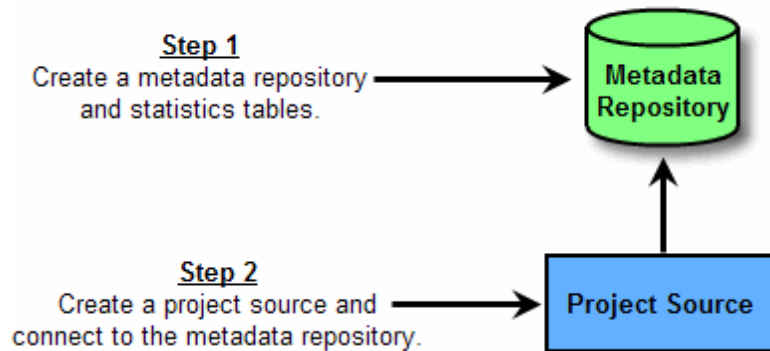 Step 1
Create a metadata repository
and statistics tables.
Metadata
Repository
Step 2
Create a project source and
connect to the metadata repository.
Project Source